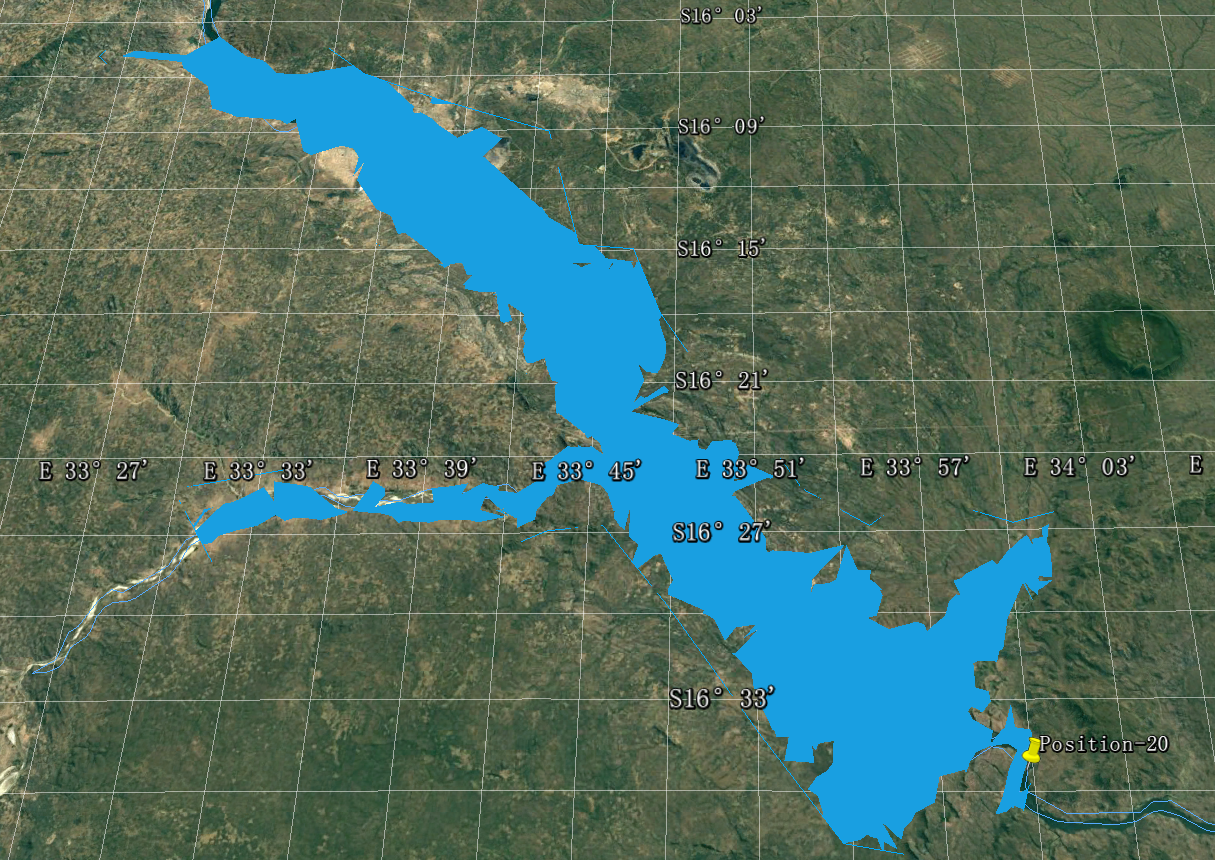 S16° 03'
S16° 09'
S16° 15'
S16° 21'
E 33° 27' E 33° 33' E 33° 39' E 33° 45' E 33° 51' E 33° 57' E 34° 03' E
S16° 27'
S16° 33'
Position-20